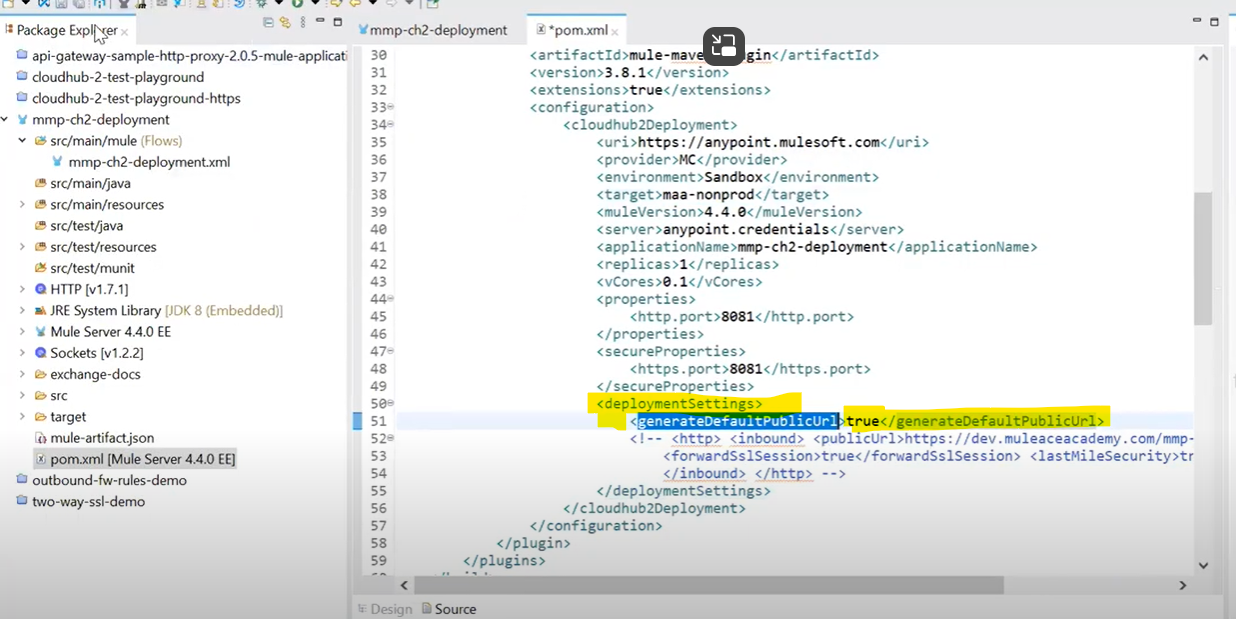 Package Explorer
api-gateway-sample-http-proxy-2.0.5-mule-applicati
cloudhub-2-test-playground
cloudhub-2-test-playground-https
mmp-ch2-deployment
src/main/mule (Flows)
mmp-ch2-deployment.xml
src/main/java
src/main/resources
src/test/java
src/test/resources
src/test/munit
HTTP [v1.7.1]
JRE System Library [JDK 8 (Embedded)]
Mule Server 4.4.0 EE
Sockets [v1.2.2]
exchange-docs
src
target
mule-artifact.json
pom.xml [Mule Server 4.4.0 EE]
outbound-fw-rules-demo
two-way-ssl-demo
mmp-ch2-deployment
*pom.xml
30 <artifactId>mule-mave gin</artifactId>
31 <version>3.8.1</version>
32 <extensions>true</extensions>
33 <configuration>
34 <cloudhub2Deployment>
35 <uri>https://anypoint.mulesoft.com</uri>
36 <provider>MC</provider>
37 <environment>Sandbox</environment>
38 <target>maa-nonprod</target>
39 <muleVersion>4.4.0</muleVersion>
40 <server>anypoint.credentials</server>
41 <applicationName>mmp-ch2-deployment</applicationName>
42 <replicas>1</replicas>
43 <vCores>0.1</vCores>
44 <properties>
45 <http.port>8081</http.port>
46 </properties>
47 <secureProperties>
48 <https.port>8081</https.port>
49 </secureProperties>
50 <deploymentSettings>
51 <generateDefaultPublicUrl>true</generateDefaultPublicUrl>
52 <!-- <http> <inbound> <publicUrl>https://dev.muleaceacademy.com/mmp-
53 <forwardSslSession>true</forwardSslSession> <lastMileSecurity>tr
54 </inbound> </http> -->
55 </deploymentSettings>
56 </cloudhub2Deployment>
57 </configuration>
58 </plugin>
59 </plugins>
Design
Source